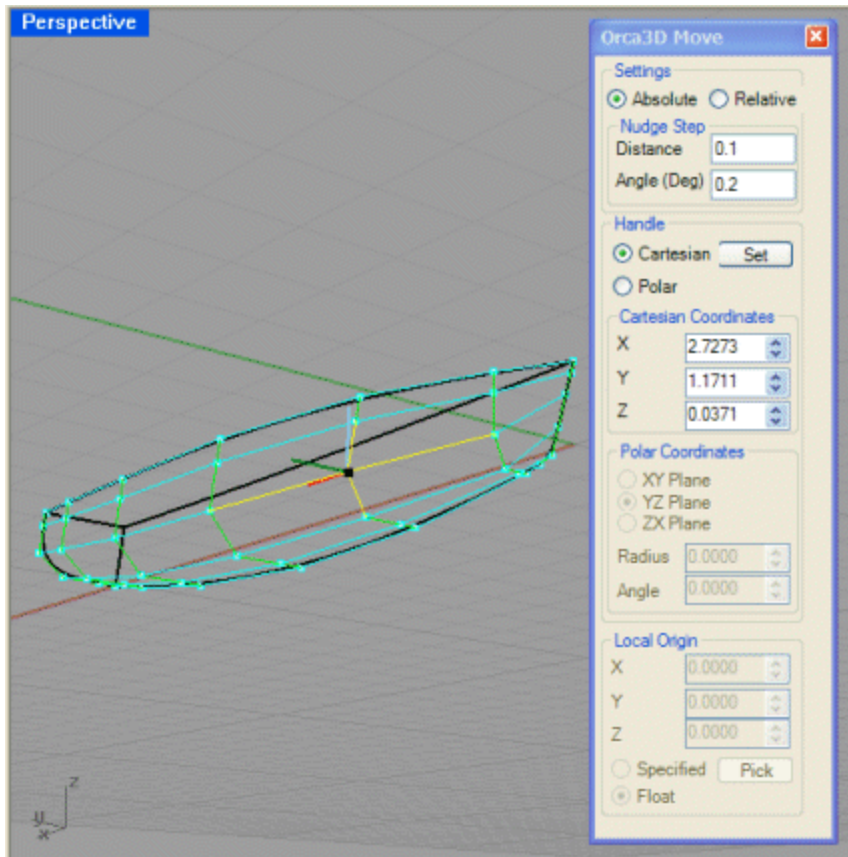 Perspective
Orca3D Move
Settings
Absolute Relative
Nudge Step
Distance 0.1
Angle (Deg) 0.2
Handle
Cartesian Set
Polar
Cartesian Coordinates
X 2.7273
Y 1.1711
Z 0.0371
Polar Coordinates
XY Plane
YZ Plane
ZX Plane
Radius 0.0000
Angle 0.0000
Local Origin
X 0.0000
Y 0.0000
Z 0.0000
Specified Pick
Float
z
y
x